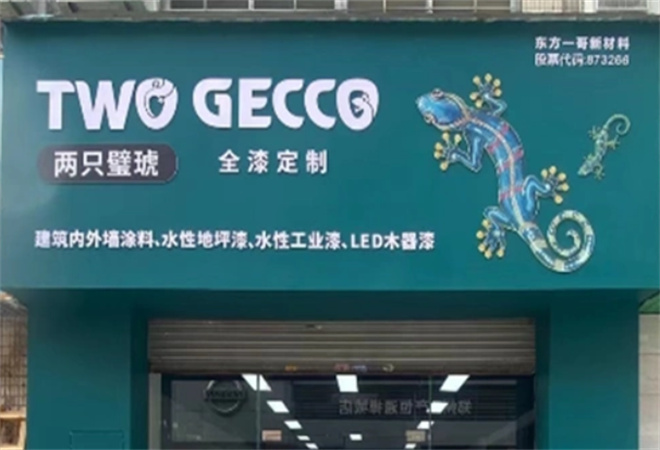 东方一哥新材料
股票代码:873266
TWO GECCO
两只璧琥
全漆定制
建筑内外墙涂料、水性地坪漆、水性工业漆、LED木器漆